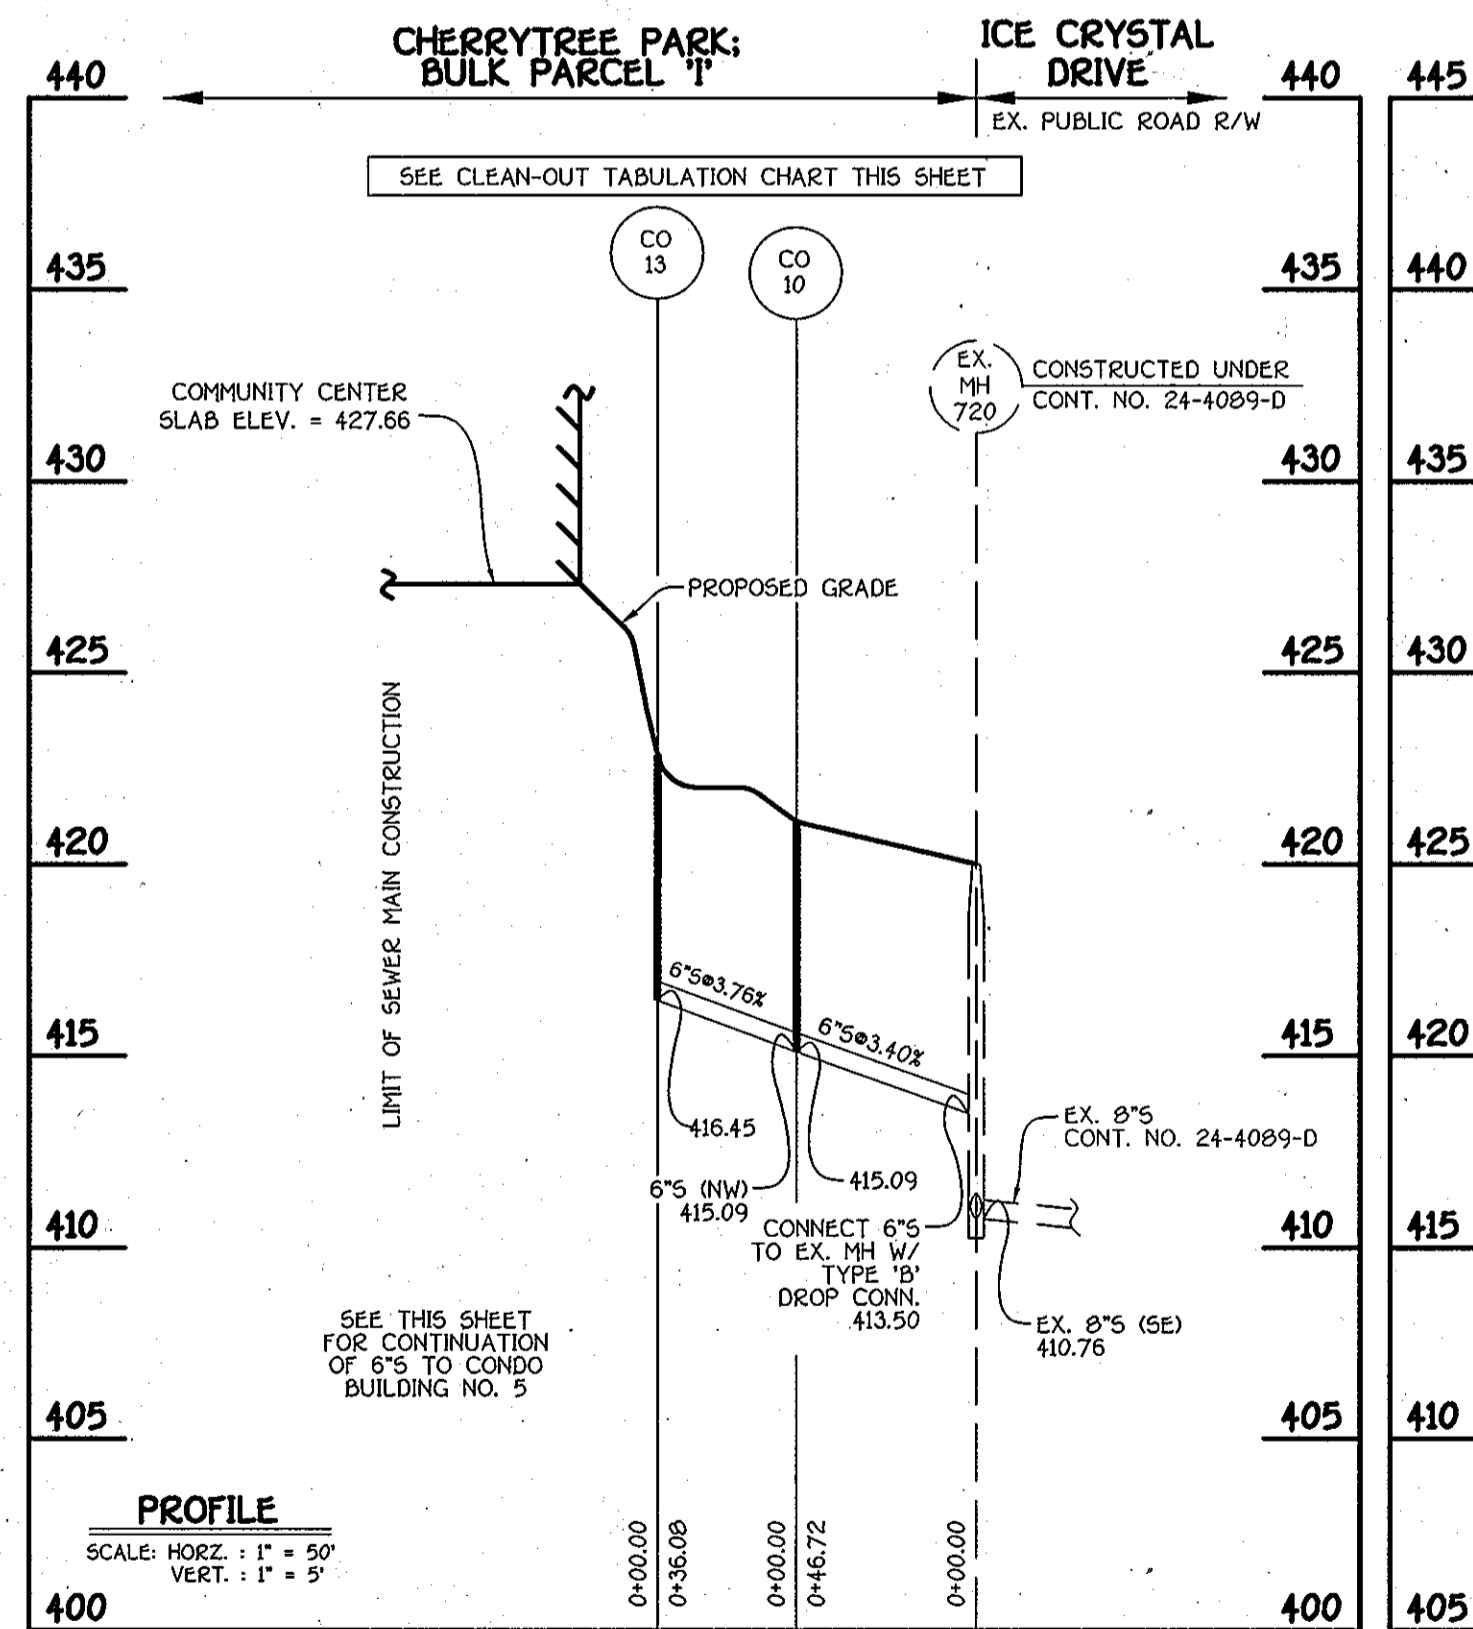 CHERRYTREE PARK;
BULK PARCEL 'I'
ICE CRYSTAL
DRIVE
EX. PUBLIC ROAD R/W
440
440
445
SEE CLEAN-OUT TABULATION CHART THIS SHEET
CO
13
CO
10
435
435
440
EX.
MH
720
CONSTRUCTED UNDER
CONT. NO. 24-4089-D
COMMUNITY CENTER
SLAB ELEV. = 427.66
430
430
435
PROPOSED GRADE
425
425
430
LIMIT OF SEWER MAIN CONSTRUCTION
420
420
425
6"S@3.76%
6"S@3.40%
415
415
420
416.45
6"S (NW)
415.09
415.09
EX. 8"S
CONT. NO. 24-4089-D
CONNECT 6"S
TO EX. MH W/
TYPE 'B'
DROP CONN.
413.50
410
410
415
EX. 8"S (SE)
410.76
SEE THIS SHEET
FOR CONTINUATION
OF 6"S TO CONDO
BUILDING NO. 5
405
405
410
PROFILE
SCALE: HORZ. : 1" = 50'
VERT. : 1" = 5'
0+00.00
0+36.08
0+00.00
0+46.72
0+00.00
400
400
405